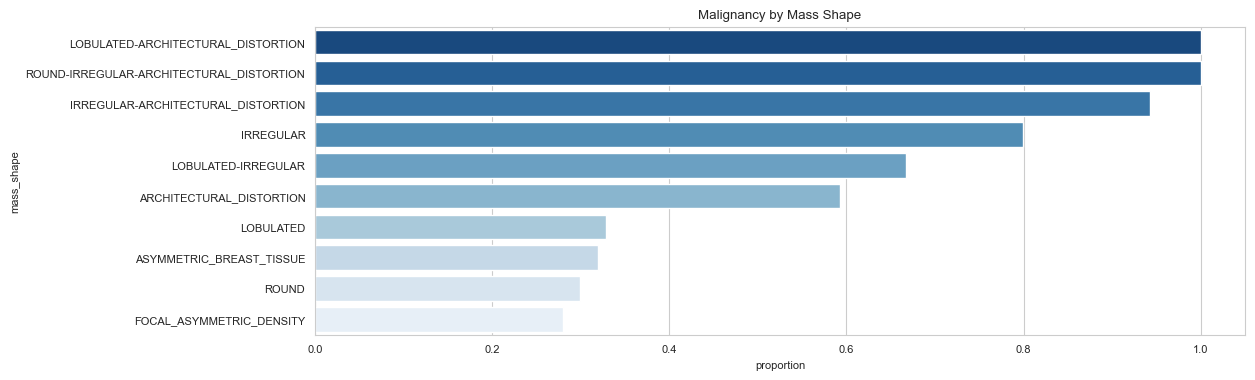 Malignancy by Mass Shape
LOBULATED-ARCHITECTURAL_DISTORTION
ROUND-IRREGULAR-ARCHITECTURAL_DISTORTION
IRREGULAR-ARCHITECTURAL_DISTORTION
IRREGULAR
LOBULATED-IRREGULAR
ARCHITECTURAL_DISTORTION
LOBULATED
ASYMMETRIC_BREAST_TISSUE
ROUND
FOCAL_ASYMMETRIC_DENSITY
mass_shape
0.0 0.2 0.4 0.6 0.8 1.0
proportion